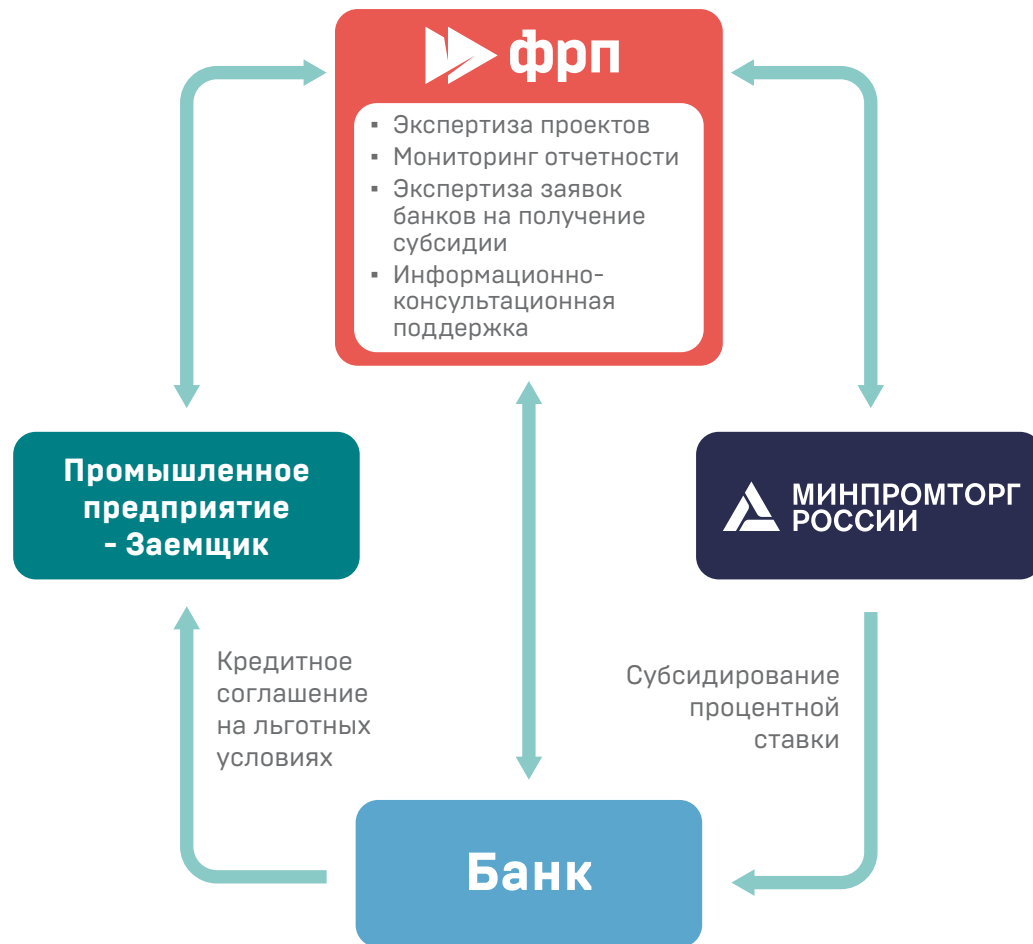 фрп
▪ Экспертиза проектов
▪ Мониторинг отчетности
▪ Экспертиза заявок
банков на получение
субсидии
▪ Информационно-
консультационная
поддержка
Промышленное
предприятие
- Заемщик
МИНПРОМТОРГ
РОССИИ
Кредитное
соглашение
на льготных
условиях
Субсидирование
процентной
ставки
Банк